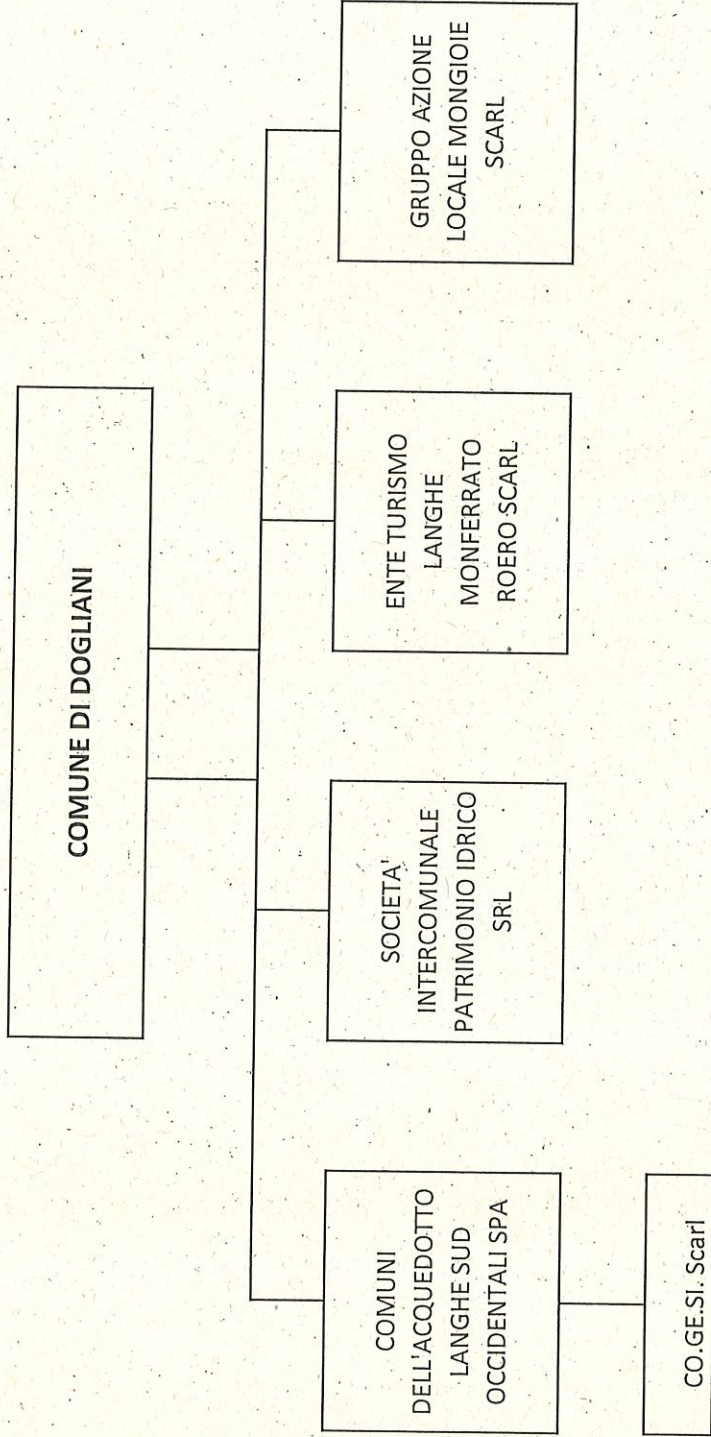 COMUNE DI DOGLIANI
COMUNI
DELL'ACQUEDOTTO
LANGHE SUD
OCCIDENTALI SPA
SOCIETA'
INTERCOMUNALE
PATRIMONIO IDRICO
SRL
ENTE TURISMO
LANGHE
MONFERRATO
ROERO SCARL
GRUPPO AZIONE
LOCALE MONGIOIE
SCARL
CO.GE.SI. Scarl